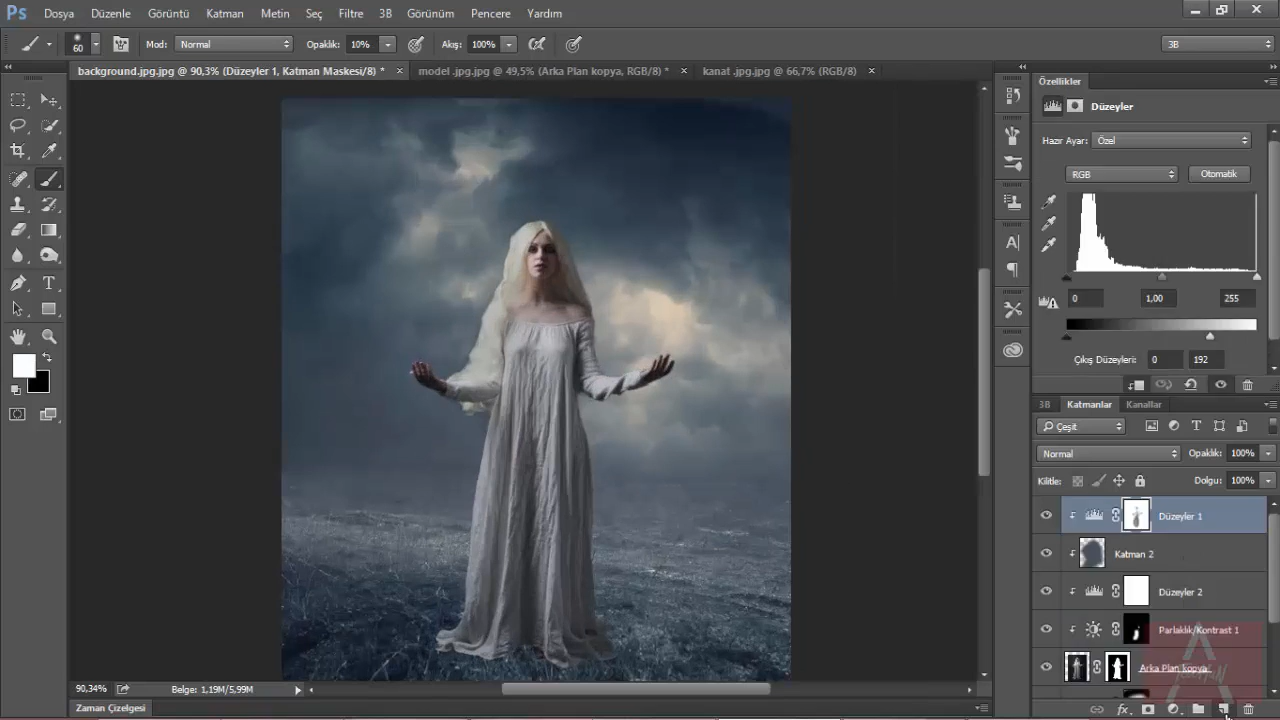 Ps Dosya Düzenle Görüntü Katman Metin Seç Filtre 3B Görünüm Pencere Yardım
60 Mod: Normal Opaklık: 10% Akış: 100% 3B
background.jpg.jpg @ 90,3% (Düzeyler 1, Katman Maskesi/8) * model .jpg.jpg @ 49,5% (Arka Plan kopya, RGB/8) * kanat .jpg.jpg @ 66,7% (RGB/8)
Özellikler
Düzeyler
Hazır Ayar: Özel
RGB Otomatik
0 1,00 255
Çıkış Düzeyleri: 0 192
3B Katmanlar Kanallar
Çeşit
Normal Opaklık: 100%
Kilitle: Dolgu: 100%
Düzeyler 1
Katman 2
Düzeyler 2
Parlaklık/Kontrast 1
Arka Plan kopya
90,34% Belge: 1,19M/5,99M
fx
Zaman Çizelgesi